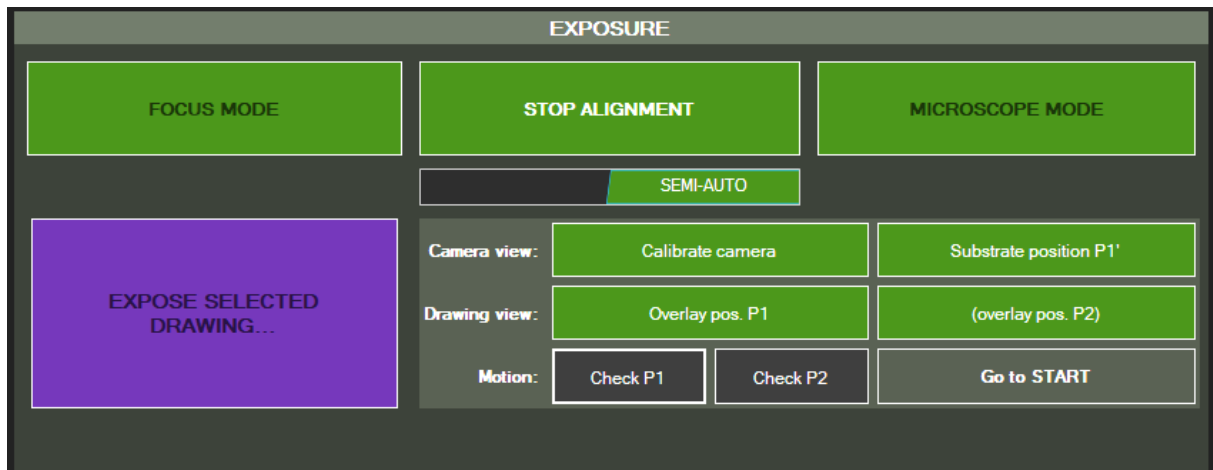 EXPOSURE
FOCUS MODE
STOP ALIGNMENT
MICROSCOPE MODE
SEMI-AUTO
EXPOSE SELECTED
DRAWING...
Camera view:
Calibrate camera
Substrate position P1'
Drawing view:
Overlay pos. P1
(overlay pos. P2)
Motion:
Check P1
Check P2
Go to START